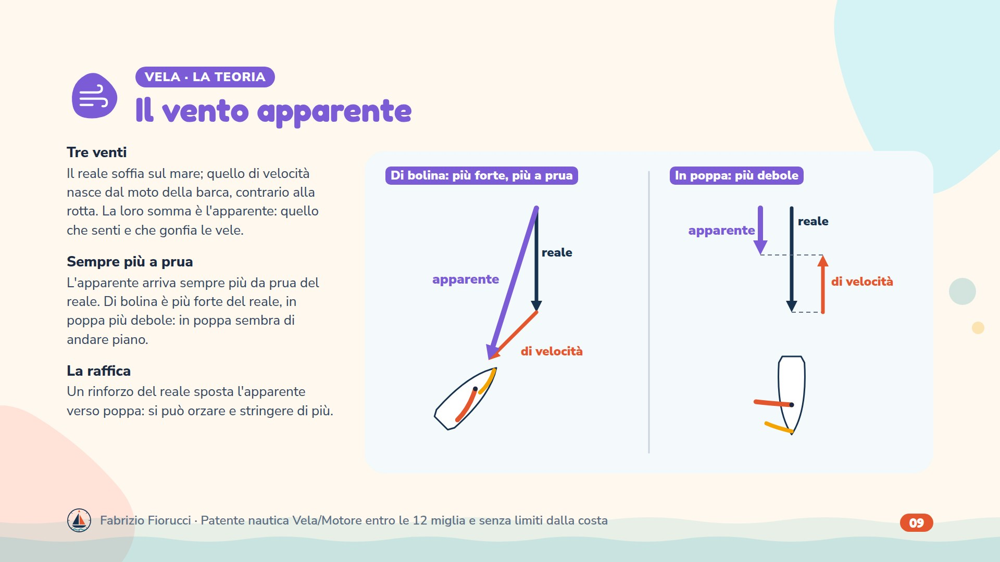 VELA · LA TEORIA
Il vento apparente
Tre venti
Il reale soffia sul mare; quello di velocità
nasce dal moto della barca, contrario alla
rotta. La loro somma è l'apparente: quello
che senti e che gonfia le vele.
Sempre più a prua
L'apparente arriva sempre più da prua del
reale. Di bolina è più forte del reale, in
poppa più debole: in poppa sembra di
andare piano.
La raffica
Un rinforzo del reale sposta l'apparente
verso poppa: si può orzare e stringere di più.
Di bolina: più forte, più a prua
reale
apparente
di velocità
In poppa: più debole
reale
apparente
di velocità
Fabrizio Fiorucci · Patente nautica Vela/Motore entro le 12 miglia e senza limiti dalla costa
09